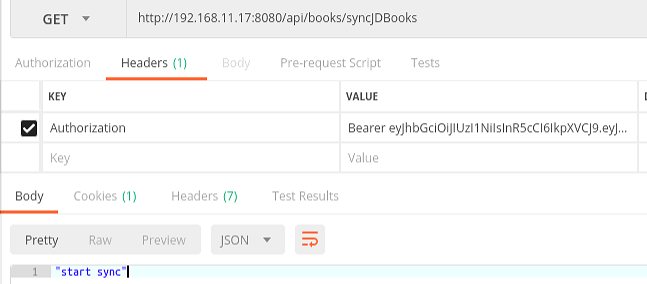 GET http://192.168.11.17:8080/api/books/syncJDBooks
Authorization Headers (1) Body Pre-request Script Tests
KEY VALUE
Authorization Bearer eyJhbGciOiJIUzI1NiIsInR5cCI6IkpXVCJ9.eyJ...
Key Value
Body Cookies (1) Headers (7) Test Results
Pretty Raw Preview JSON
1 "start sync"